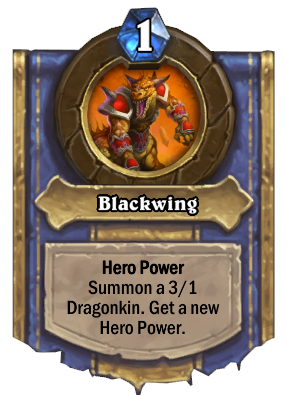 1
Blackwing
Hero Power
Summon a 3/1
Dragonkin. Get a new
Hero Power.